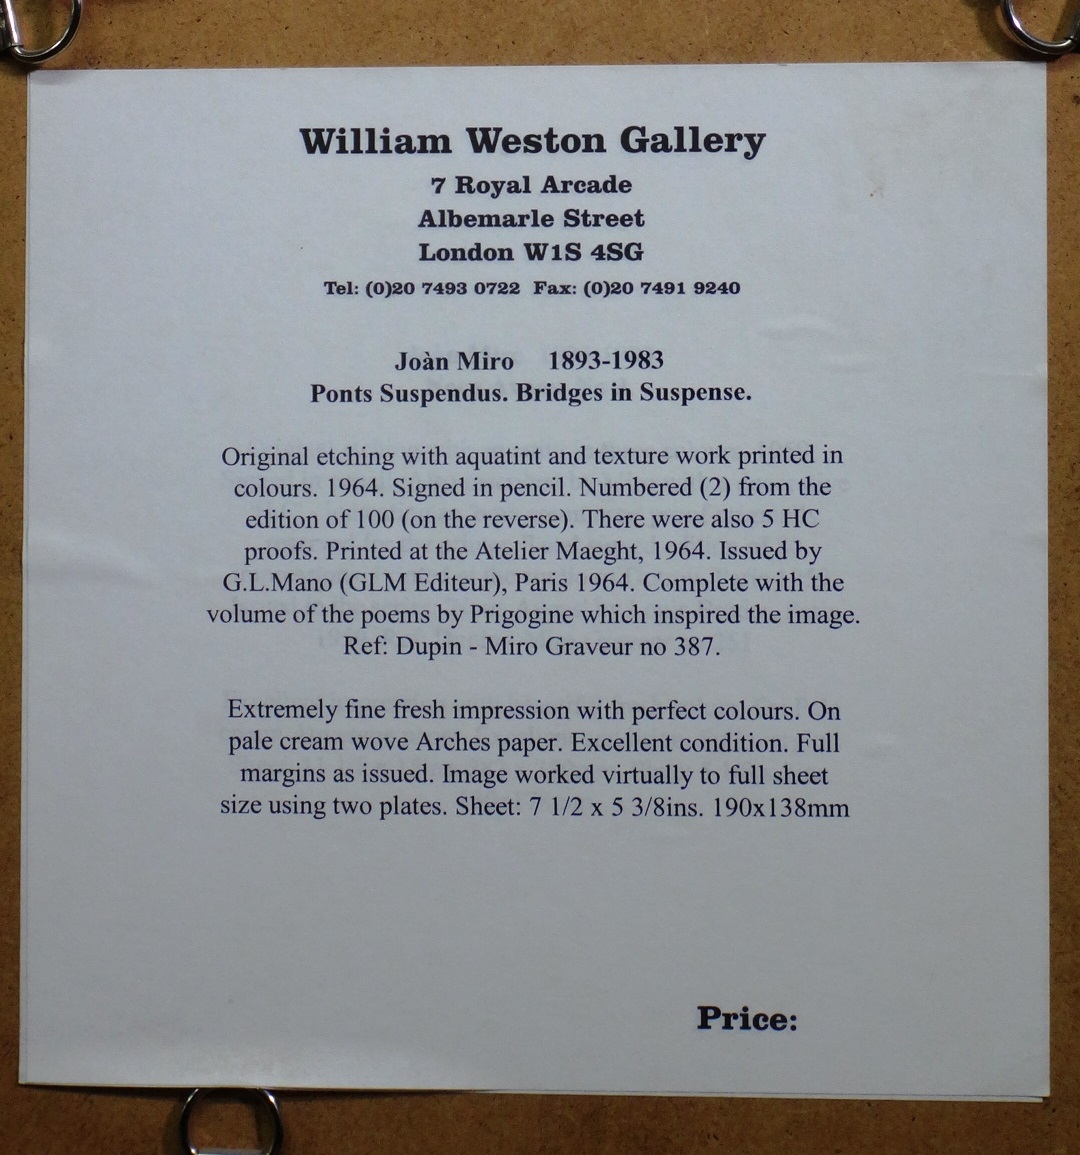 William Weston Gallery
7 Royal Arcade
Albemarle Street
London W1S 4SG
Tel: (0)20 7493 0722 Fax: (0)20 7491 9240
Joàn Miro 1893-1983
Ponts Suspendus. Bridges in Suspense.
Original etching with aquatint and texture work printed in
colours. 1964. Signed in pencil. Numbered (2) from the
edition of 100 (on the reverse). There were also 5 HC
proofs. Printed at the Atelier Maeght, 1964. Issued by
G.L.Mano (GLM Editeur), Paris 1964. Complete with the
volume of the poems by Prigogine which inspired the image.
Ref: Dupin - Miro Graveur no 387.
Extremely fine fresh impression with perfect colours. On
pale cream wove Arches paper. Excellent condition. Full
margins as issued. Image worked virtually to full sheet
size using two plates. Sheet: 7 1/2 x 5 3/8ins. 190x138mm
Price: